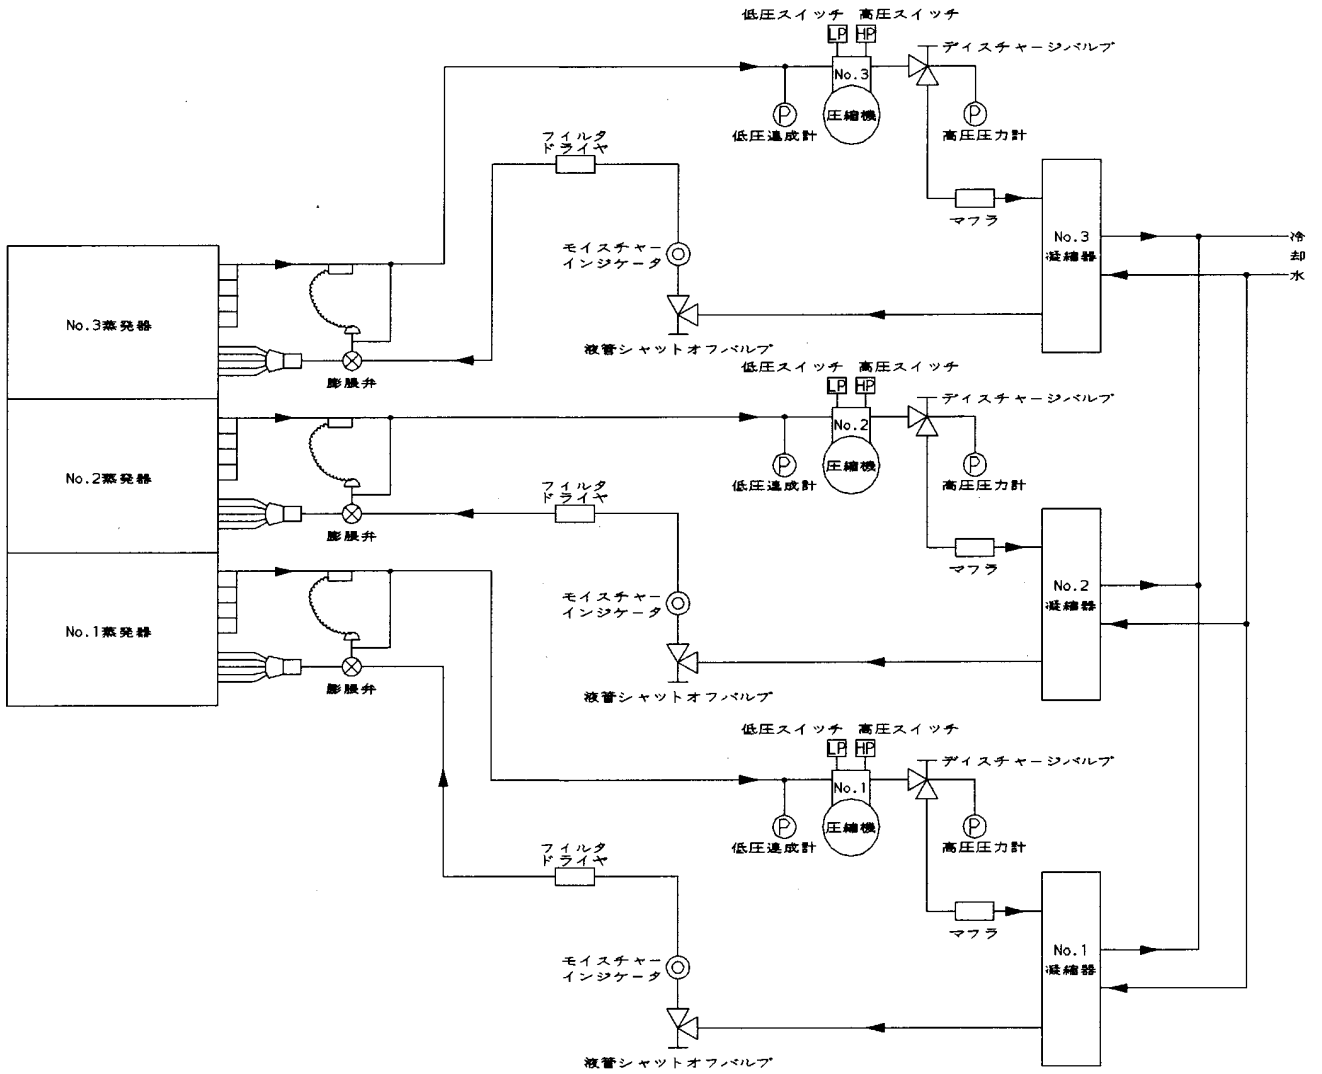 低圧スイッチ 高圧スイッチ
LP HP
ディスチャージバルブ
No.3
圧縮機
P
低圧連成計
P
高圧圧力計
フィルタ
ドライヤ
マフラ
モイスチャー
インジケータ
液管シャットオフバルブ
No.3
凝縮器
冷
却
水
No.3蒸発器
膨脹弁
低圧スイッチ 高圧スイッチ
LP HP
ディスチャージバルブ
No.2
圧縮機
P
低圧連成計
P
高圧圧力計
フィルタ
ドライヤ
マフラ
モイスチャー
インジケータ
液管シャットオフバルブ
No.2
凝縮器
No.2蒸発器
膨脹弁
No.1蒸発器
膨脹弁
低圧スイッチ 高圧スイッチ
LP HP
ディスチャージバルブ
No.1
圧縮機
P
低圧連成計
P
高圧圧力計
フィルタ
ドライヤ
マフラ
モイスチャー
インジケータ
液管シャットオフバルブ
No.1
凝縮器